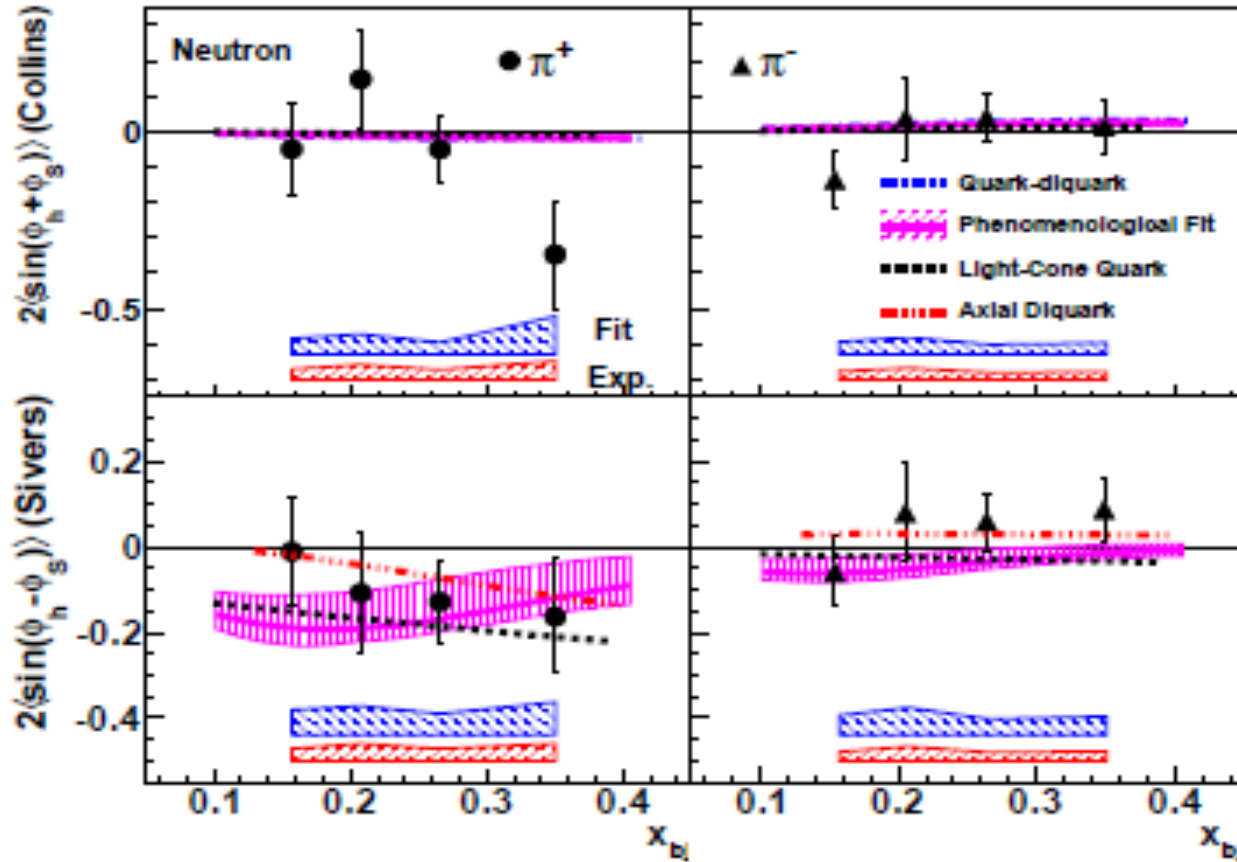 2⟨sin(ϕh+ϕS)⟩ (Collins)
Neutron
π+
π-
0
-0.5
Quark-diquark
Phenomenologioal Fit
Light-Cone Quark
Axial Diquark
Fit
Exp.
2⟨sin(ϕh-ϕS)⟩ (Sivers)
0.2
0
-0.2
-0.4
0.1 0.2 0.3 0.4
xbj
0.1 0.2 0.3 0.4
xbj